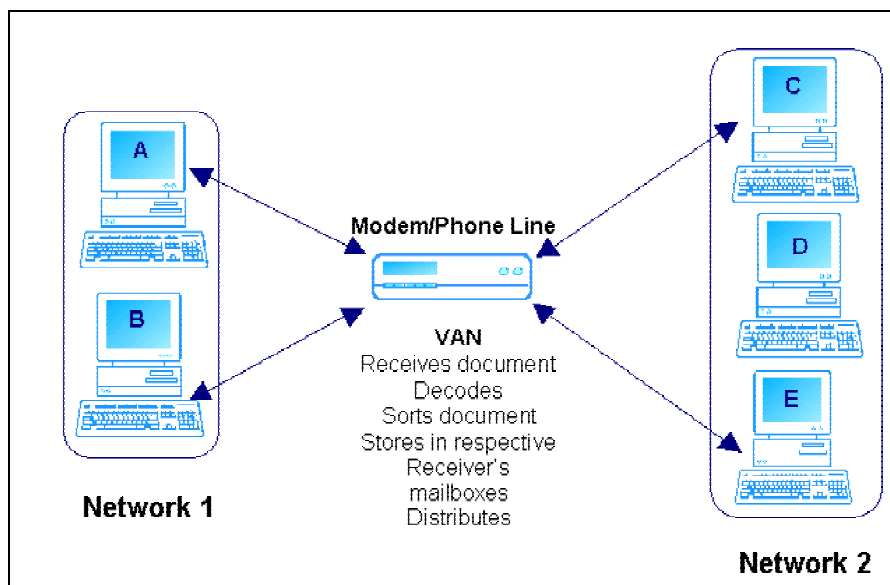 A
B
Network 1
Modem/Phone Line
VAN
Receives document
Decodes
Sorts document
Stores in respective
Receiver's
mailboxes
Distributes
C
D
E
Network 2